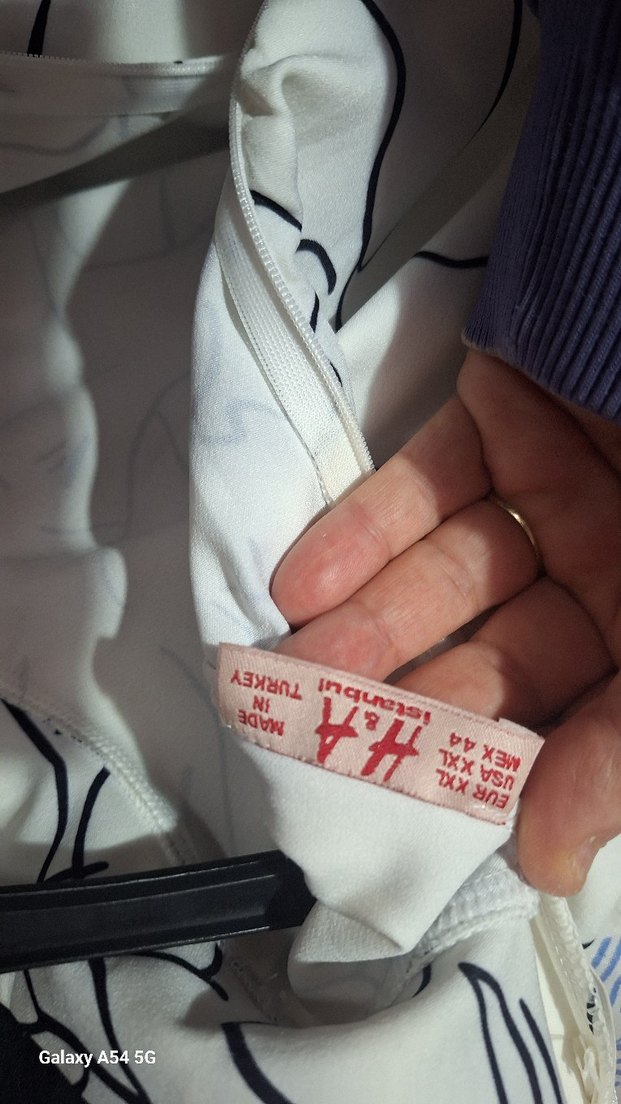 EUR XXL
USA XXL
MEX 44
H&A
istanbul
MADE
IN
TURKEY
Galaxy A54 5G